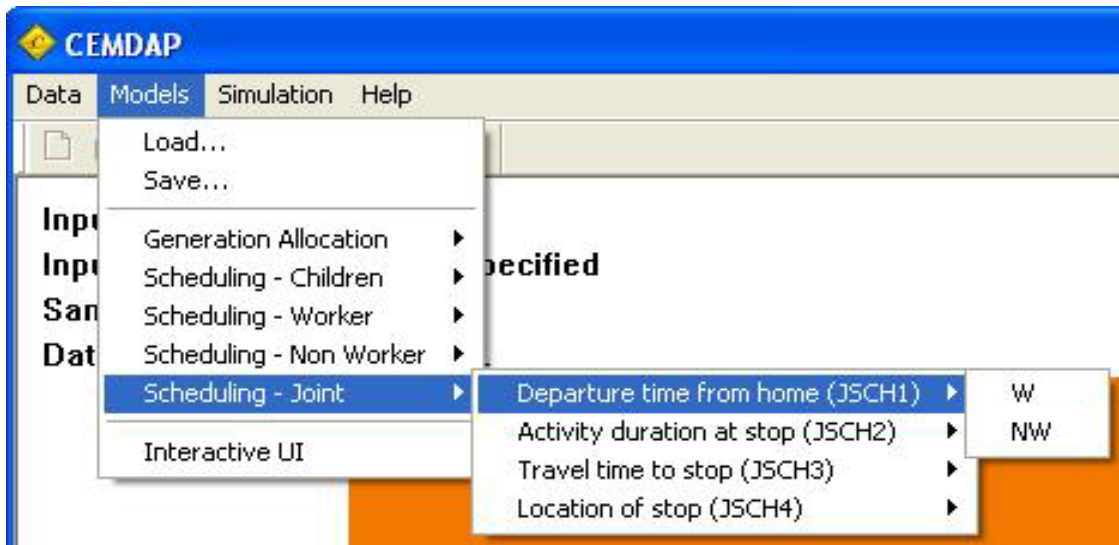 CEMDAP
Data Models Simulation Help
Load...
Save...
Generation Allocation
Scheduling - Children
Scheduling - Worker
Scheduling - Non Worker
Scheduling - Joint
Interactive UI
Departure time from home (JSCH1)
Activity duration at stop (JSCH2)
Travel time to stop (JSCH3)
Location of stop (JSCH4)
W
NW